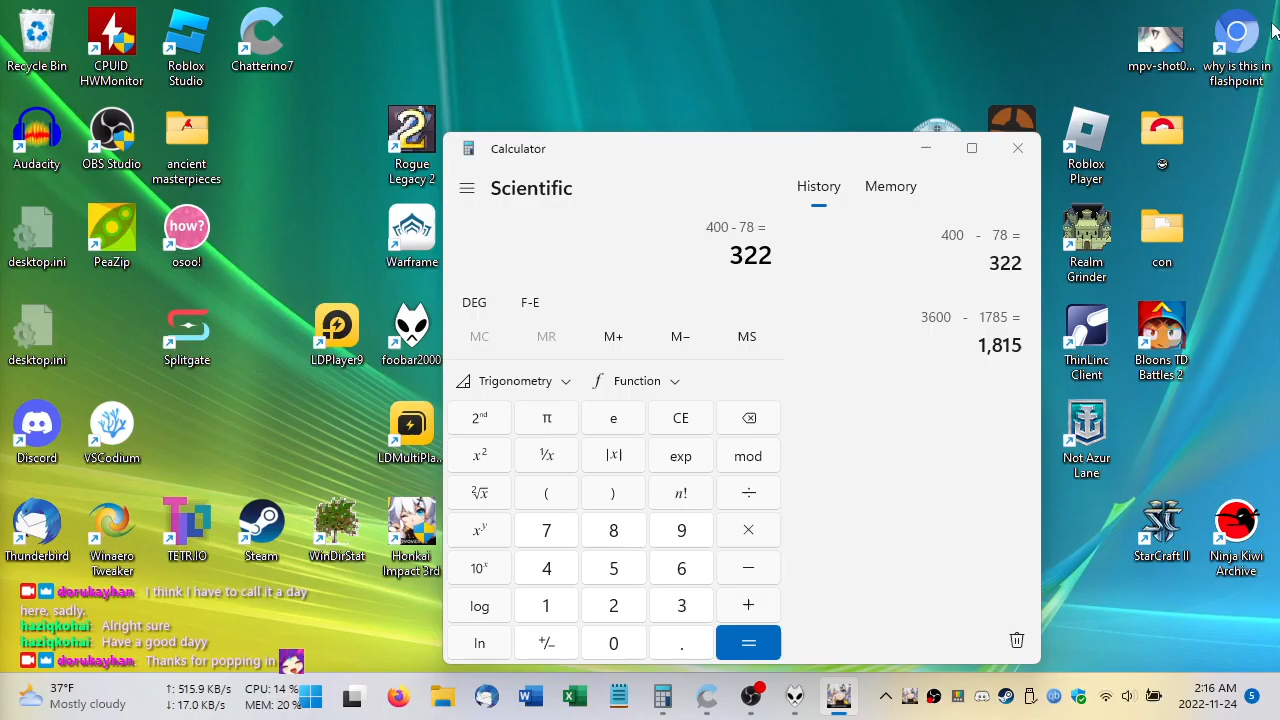 Recycle Bin
CPUID
HWMonitor
Roblox
Studio
Chatterino7
mpv-shot0...
why is this in
flashpoint
Audacity
OBS Studio
ancient
masterpieces
Rogue
Legacy 2
Roblox
Player
desktop.ini
PeaZip
how?
osoo!
Warframe
Realm
Grinder
con
desktop.ini
Splitgate
LDPlayer9
foobar2000
ThinLinc
Client
Bloons TD
Battles 2
Discord
VSCodium
LDMultiPla...
Not Azur
Lane
Thunderbird
Winaero
Tweaker
TETR.IO
Steam
WinDirStat
Honkai
Impact 3rd
StarCraft II
Ninja Kiwi
Archive
Calculator
Scientific
History
Memory
400 - 78 =
322
400 - 78 =
322
3600 - 1785 =
1,815
DEG
F-E
MC
MR
M+
M−
MS
Trigonometry
f Function
2nd
π
e
CE
x²
¹/x
|x|
exp
mod
²√x
(
)
n!
÷
xʸ
7
8
9
×
10ˣ
4
5
6
−
log
1
2
3
+
ln
+/−
0
.
=
dorukayhan I think I have to call it a day
here, sadly.
haziqkohai Alright sure
haziqkohai Have a good dayy
dorukayhan Thanks for popping in
37°F
Mostly cloudy
↑: 515.9 KB/s
↓: 17.0 KB/s
CPU: 14 %
MEM: 20 %
2:16 AM
2022-11-24
5